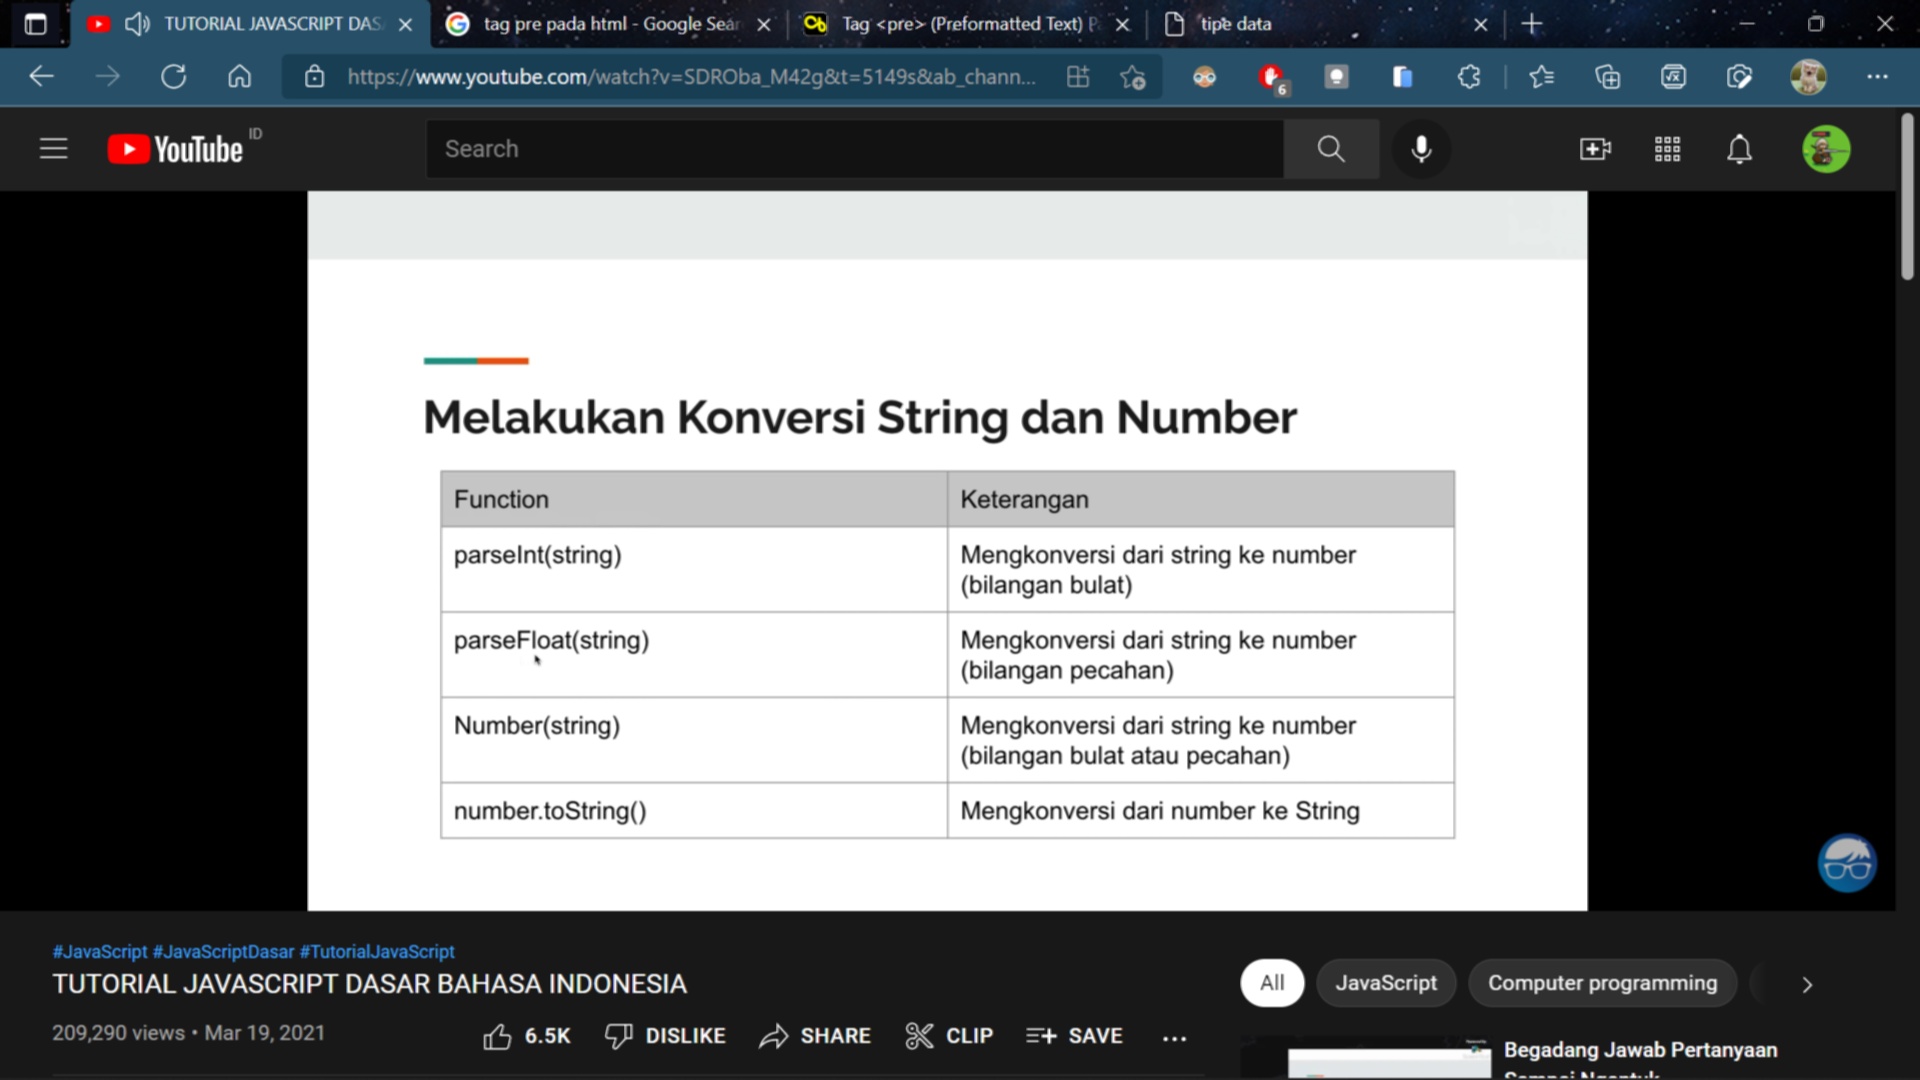 TUTORIAL JAVASCRIPT DAS
tag pre pada html - Google Sear
Tag <pre> (Preformatted Text) P
tipe data
https://www.youtube.com/watch?v=SDROba_M42g&t=5149s&ab_chann...
6
YouTube ID
Search
Melakukan Konversi String dan Number
Function
Keterangan
parseInt(string)
Mengkonversi dari string ke number
(bilangan bulat)
parseFloat(string)
Mengkonversi dari string ke number
(bilangan pecahan)
Number(string)
Mengkonversi dari string ke number
(bilangan bulat atau pecahan)
number.toString()
Mengkonversi dari number ke String
#JavaScript #JavaScriptDasar #TutorialJavaScript
TUTORIAL JAVASCRIPT DASAR BAHASA INDONESIA
209,290 views • Mar 19, 2021
6.5K
DISLIKE
SHARE
CLIP
SAVE
All
JavaScript
Computer programming
Begadang Jawab Pertanyaan